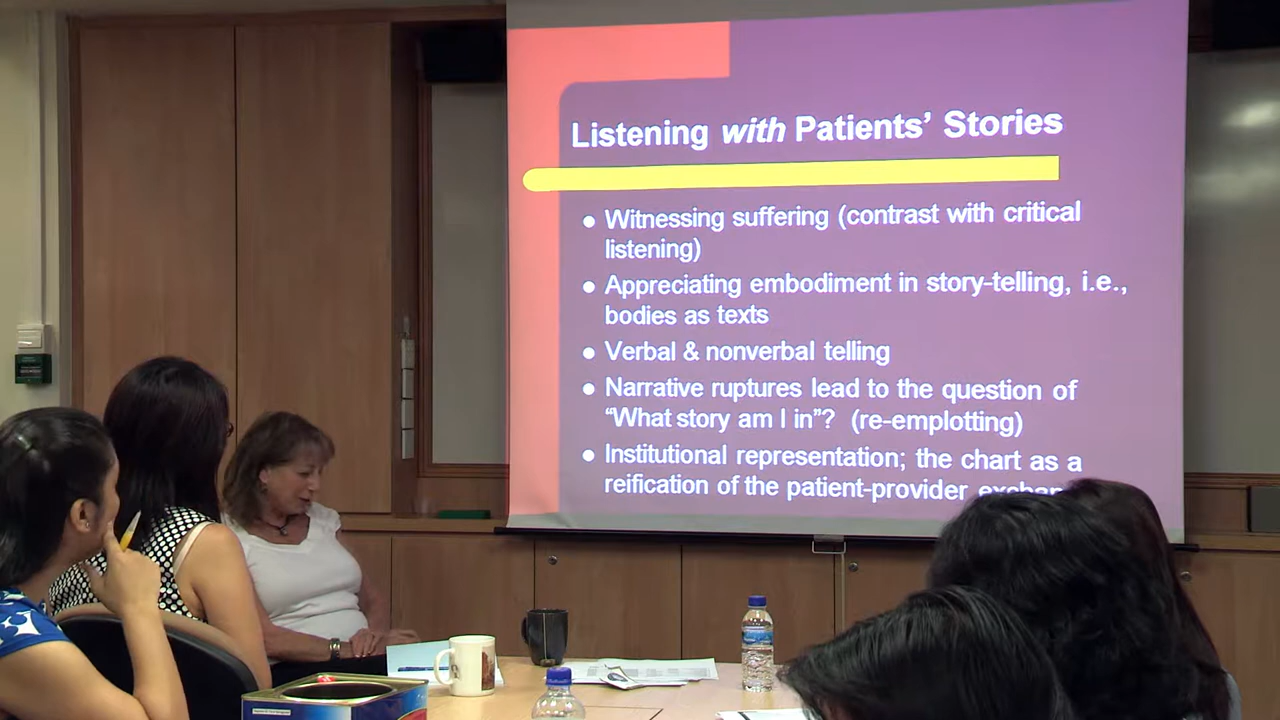 Listening with Patients’ Stories
● Witnessing suffering (contrast with critical
listening)
● Appreciating embodiment in story-telling, i.e.,
bodies as texts
● Verbal & nonverbal telling
● Narrative ruptures lead to the question of
“What story am I in”? (re-emplotting)
● Institutional representation; the chart as a
reification of the patient-provider